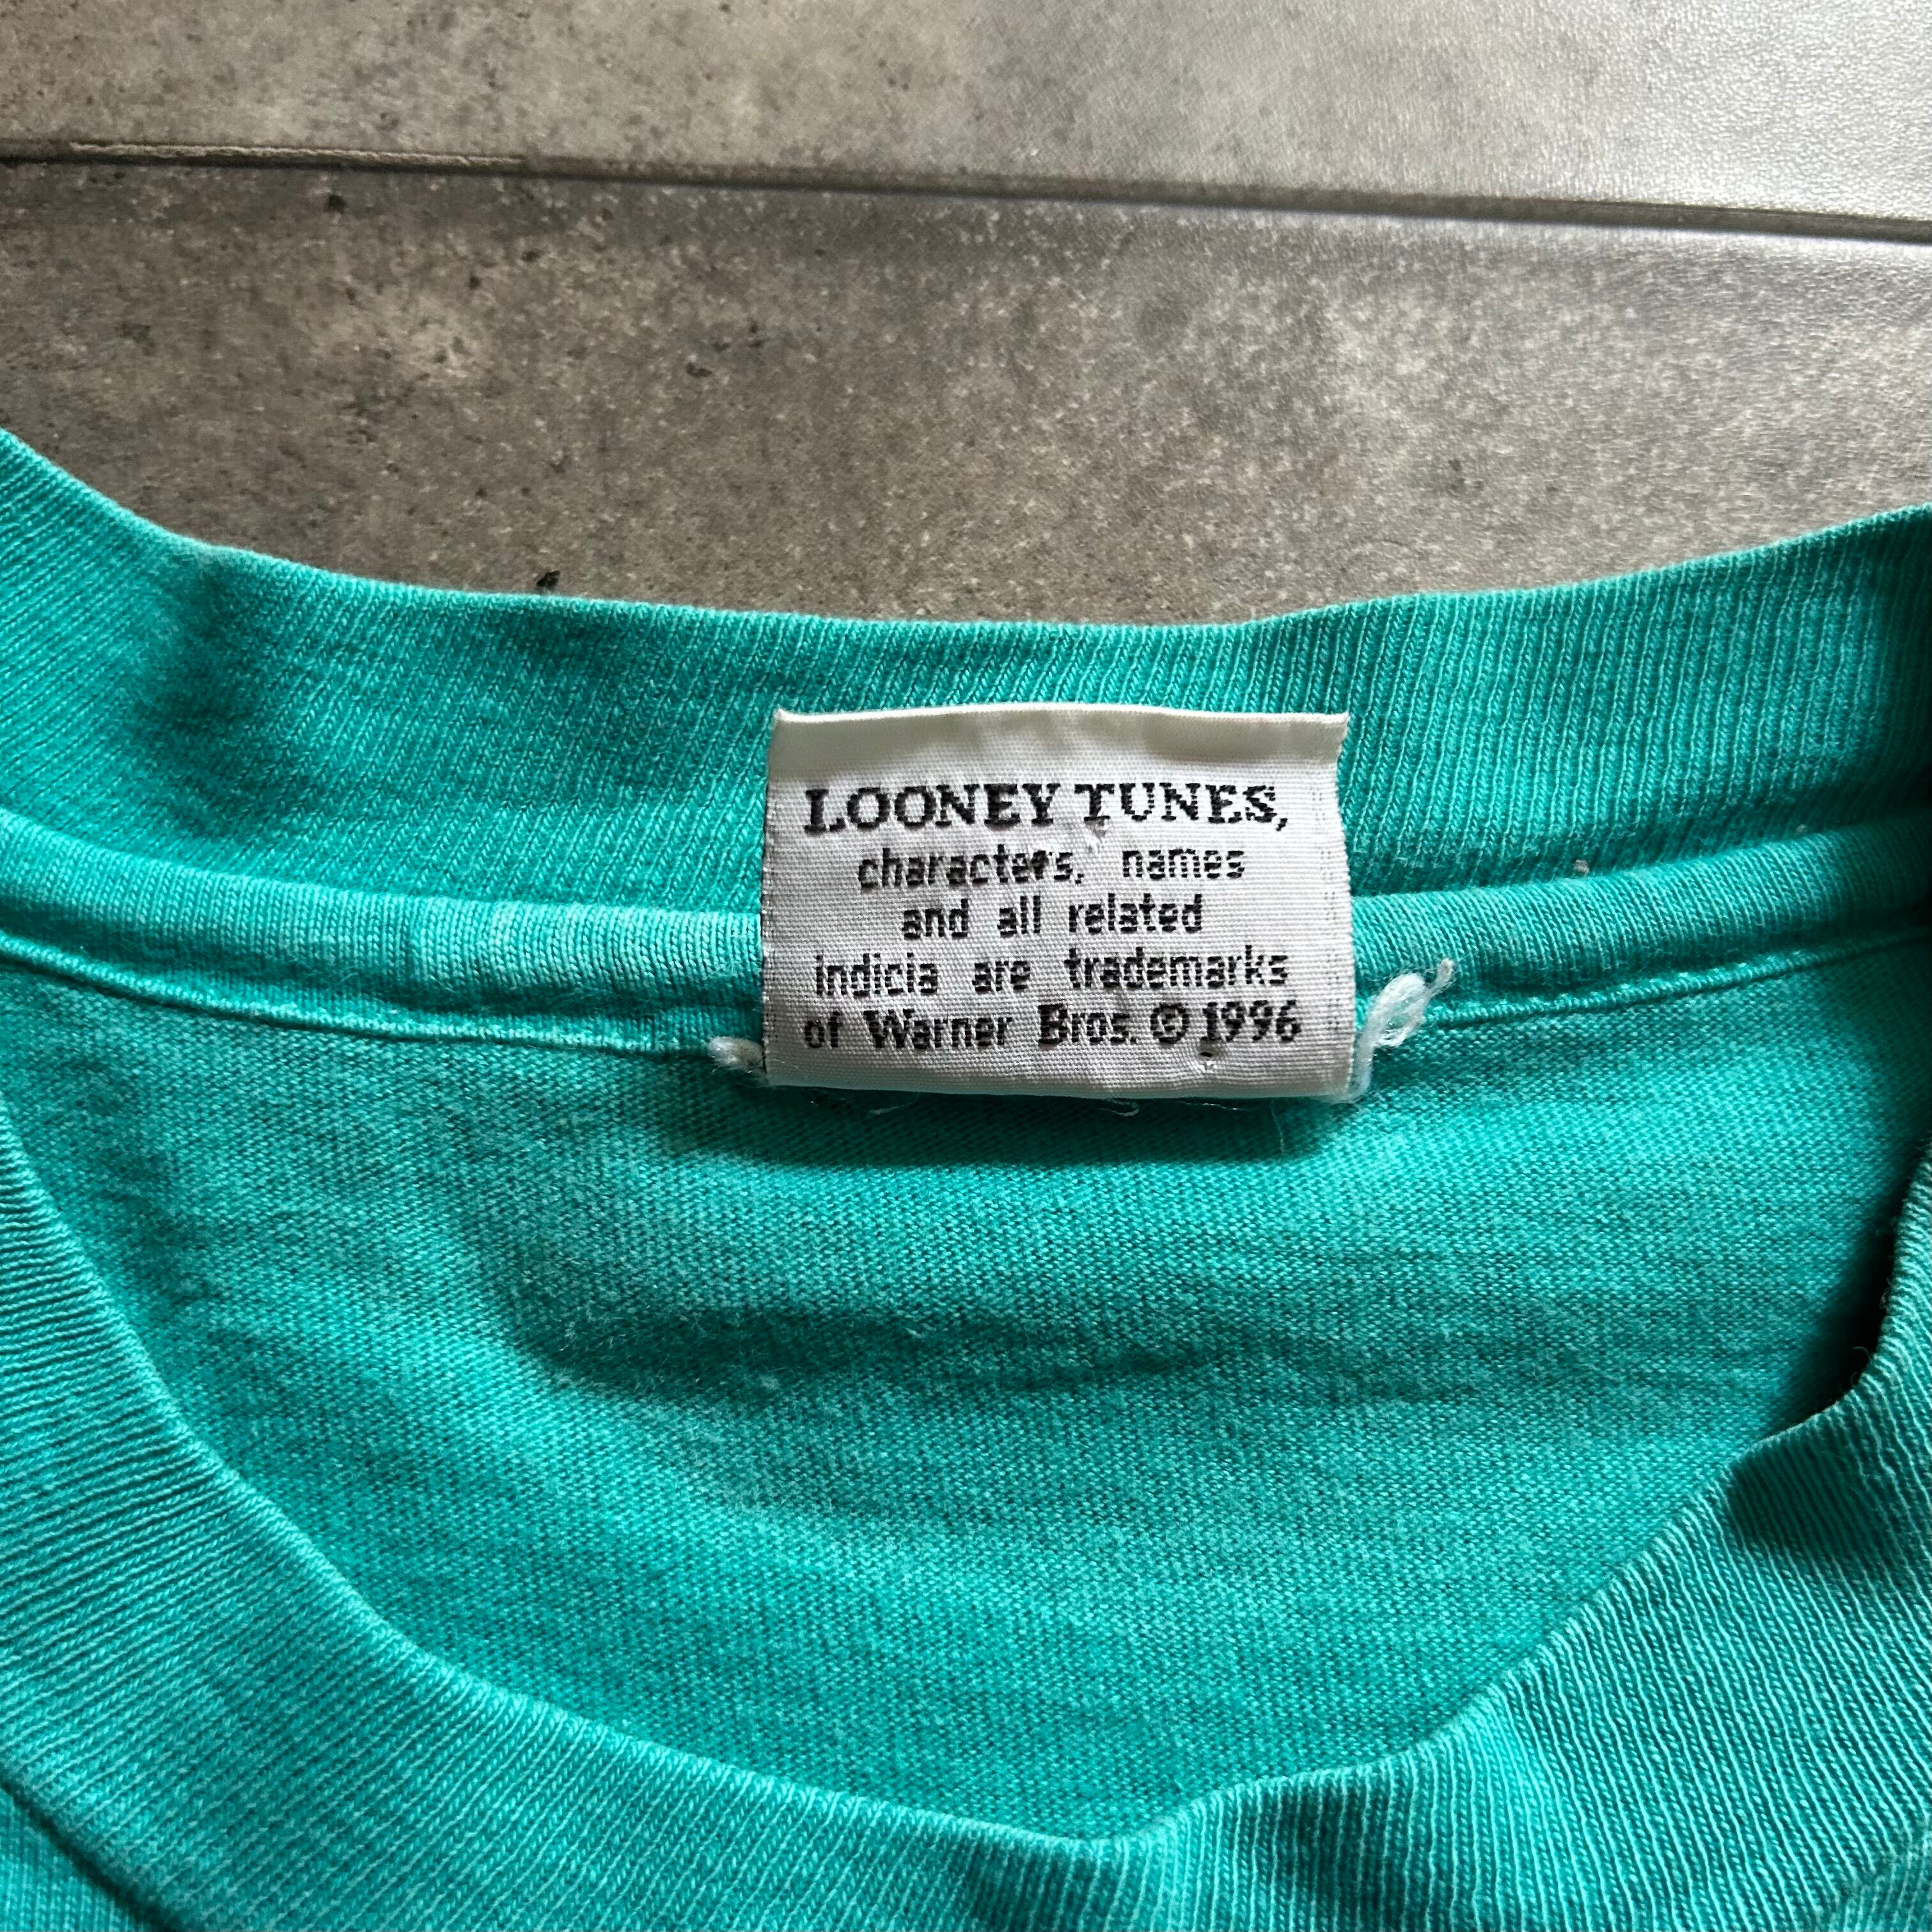 LOONEY TUNES,
characters, names
and all related
indicia are trademarks
of Warner Bros. © 1996